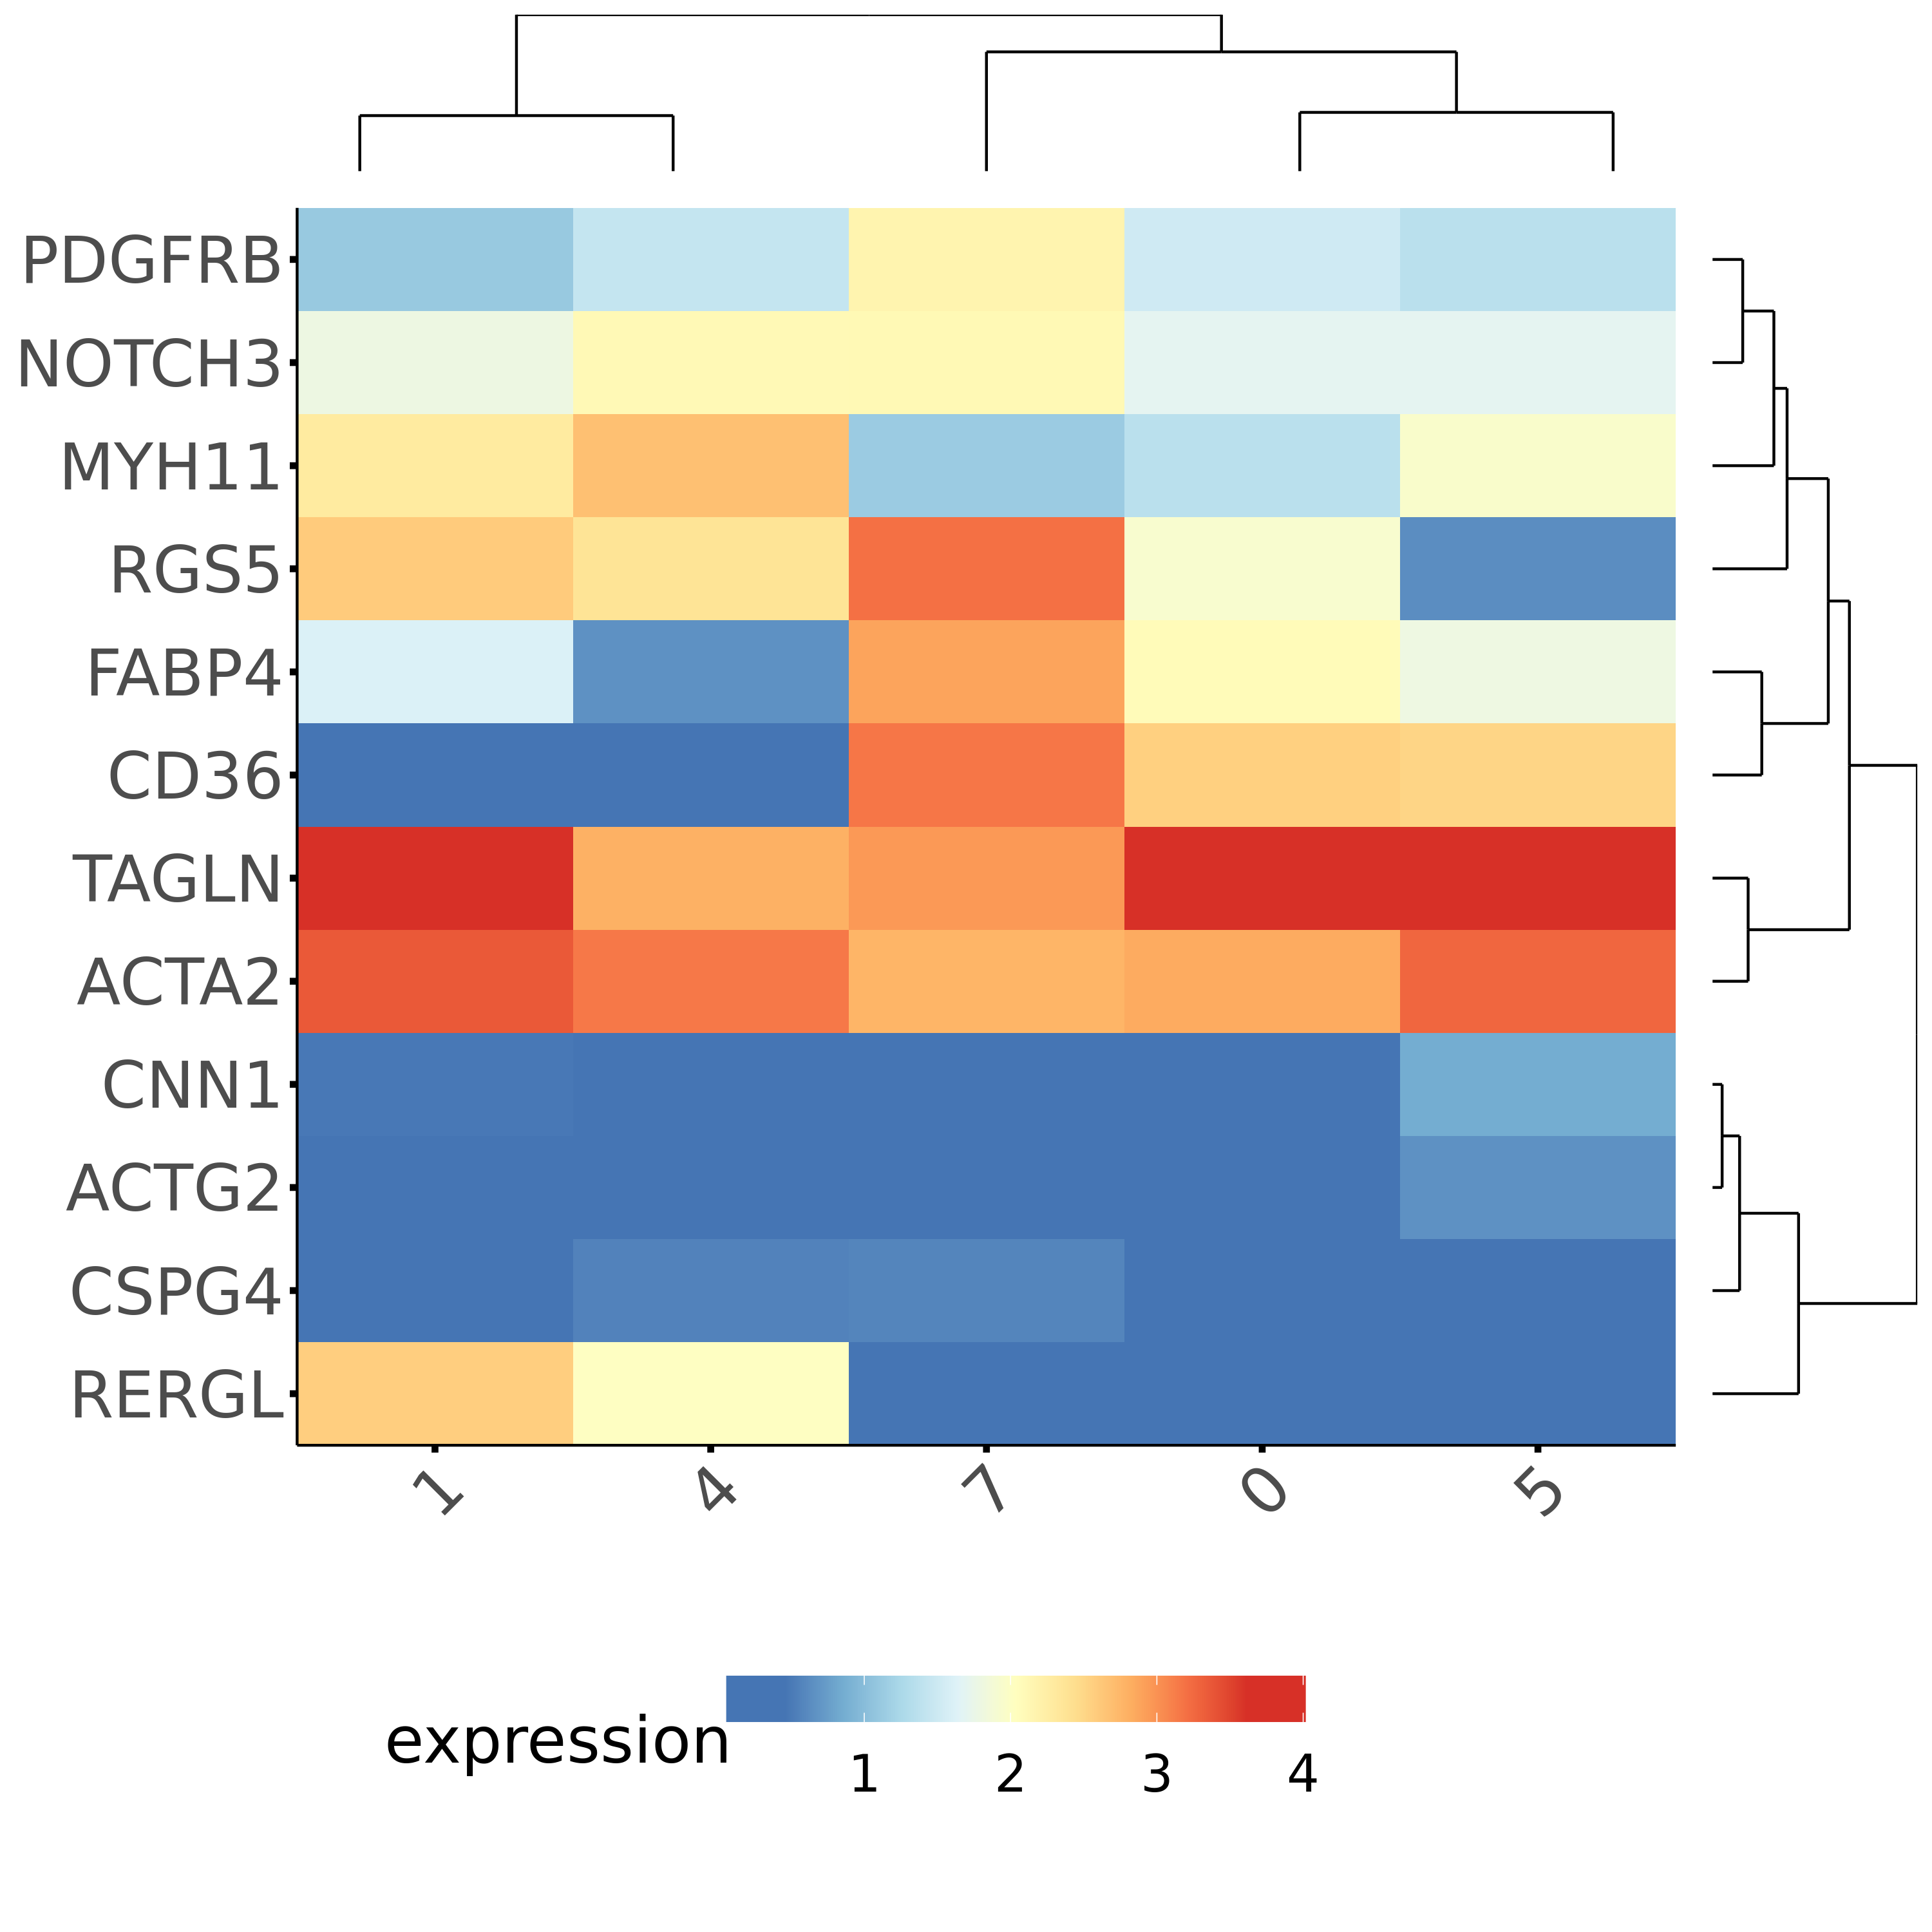 PDGFRB
NOTCH3
MYH11
RGS5
FABP4
CD36
TAGLN
ACTA2
CNN1
ACTG2
CSPG4
RERGL
1 4 7 0 5
expression
1 2 3 4